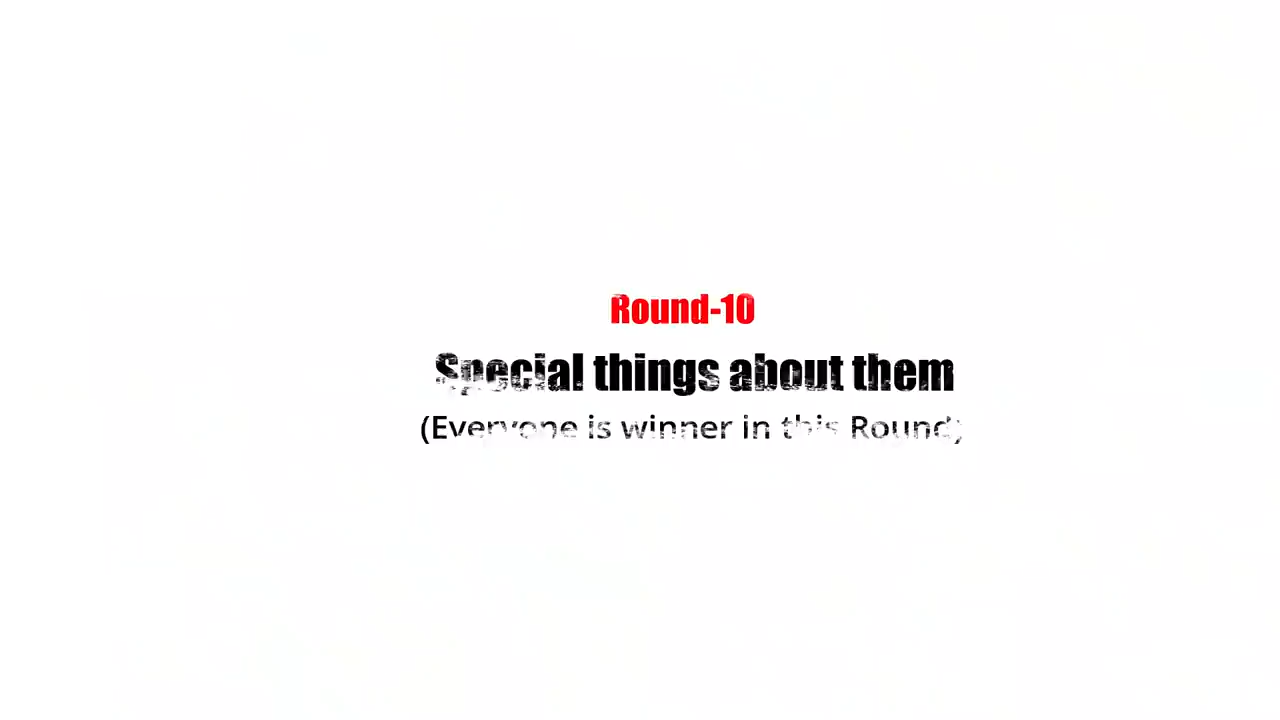 Round-10
Special things about them
(Everyone is winner in this Round)